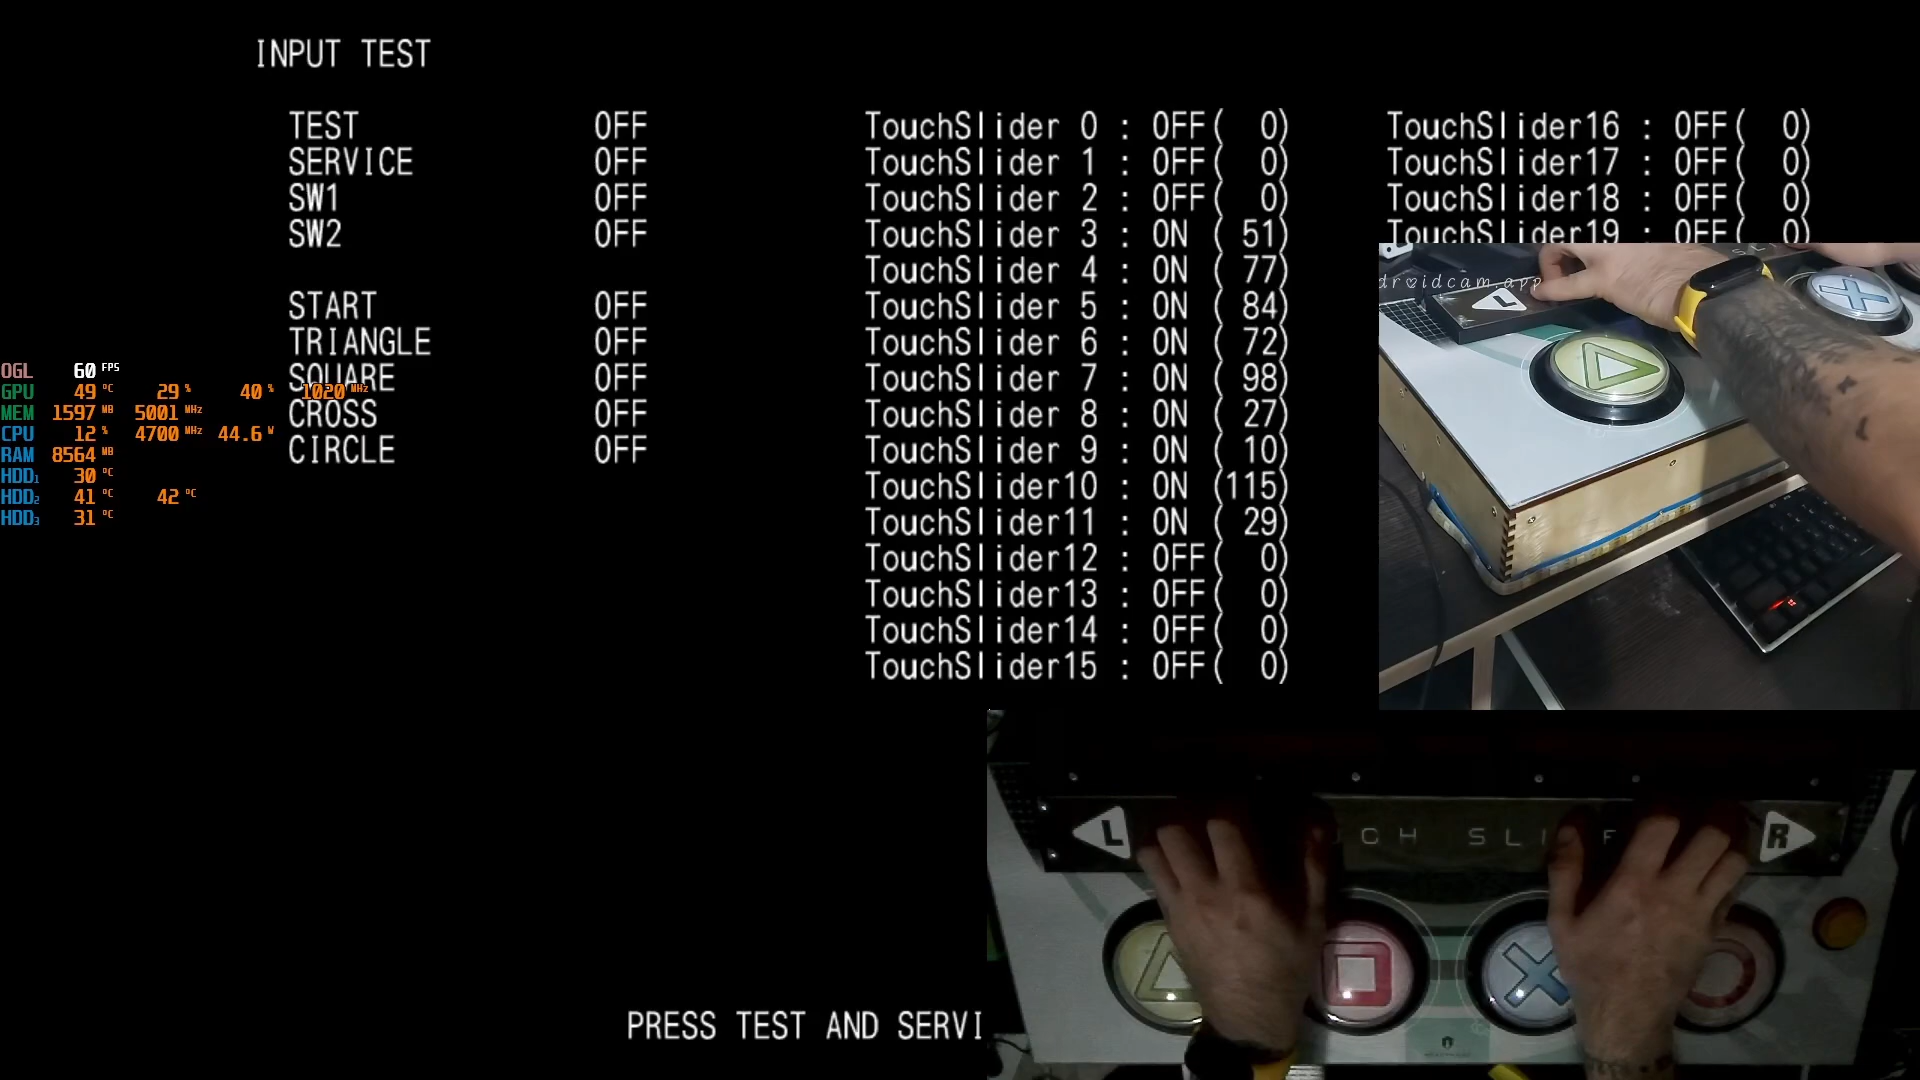 INPUT TEST
TEST OFF
SERVICE OFF
SW1 OFF
SW2 OFF
START OFF
TRIANGLE OFF
SQUARE OFF
CROSS OFF
CIRCLE OFF
OGL 60 FPS
GPU 49 °C 29 % 40 % 1020 MHz
MEM 1597 MB 5001 MHz
CPU 12 % 4700 MHz 44.6 W
RAM 8564 MB
HDD1 30 °C
HDD2 41 °C 42 °C
HDD3 31 °C
TouchSlider 0 : OFF( 0)
TouchSlider 1 : OFF( 0)
TouchSlider 2 : OFF( 0)
TouchSlider 3 : ON ( 51)
TouchSlider 4 : ON ( 77)
TouchSlider 5 : ON ( 84)
TouchSlider 6 : ON ( 72)
TouchSlider 7 : ON ( 98)
TouchSlider 8 : ON ( 27)
TouchSlider 9 : ON ( 10)
TouchSlider10 : ON (115)
TouchSlider11 : ON ( 29)
TouchSlider12 : OFF( 0)
TouchSlider13 : OFF( 0)
TouchSlider14 : OFF( 0)
TouchSlider15 : OFF( 0)
TouchSlider16 : OFF( 0)
TouchSlider17 : OFF( 0)
TouchSlider18 : OFF( 0)
TouchSlider19 : OFF( 0)
droidcam.app
L
L
CH SLI
R
PRESS TEST AND SERVI